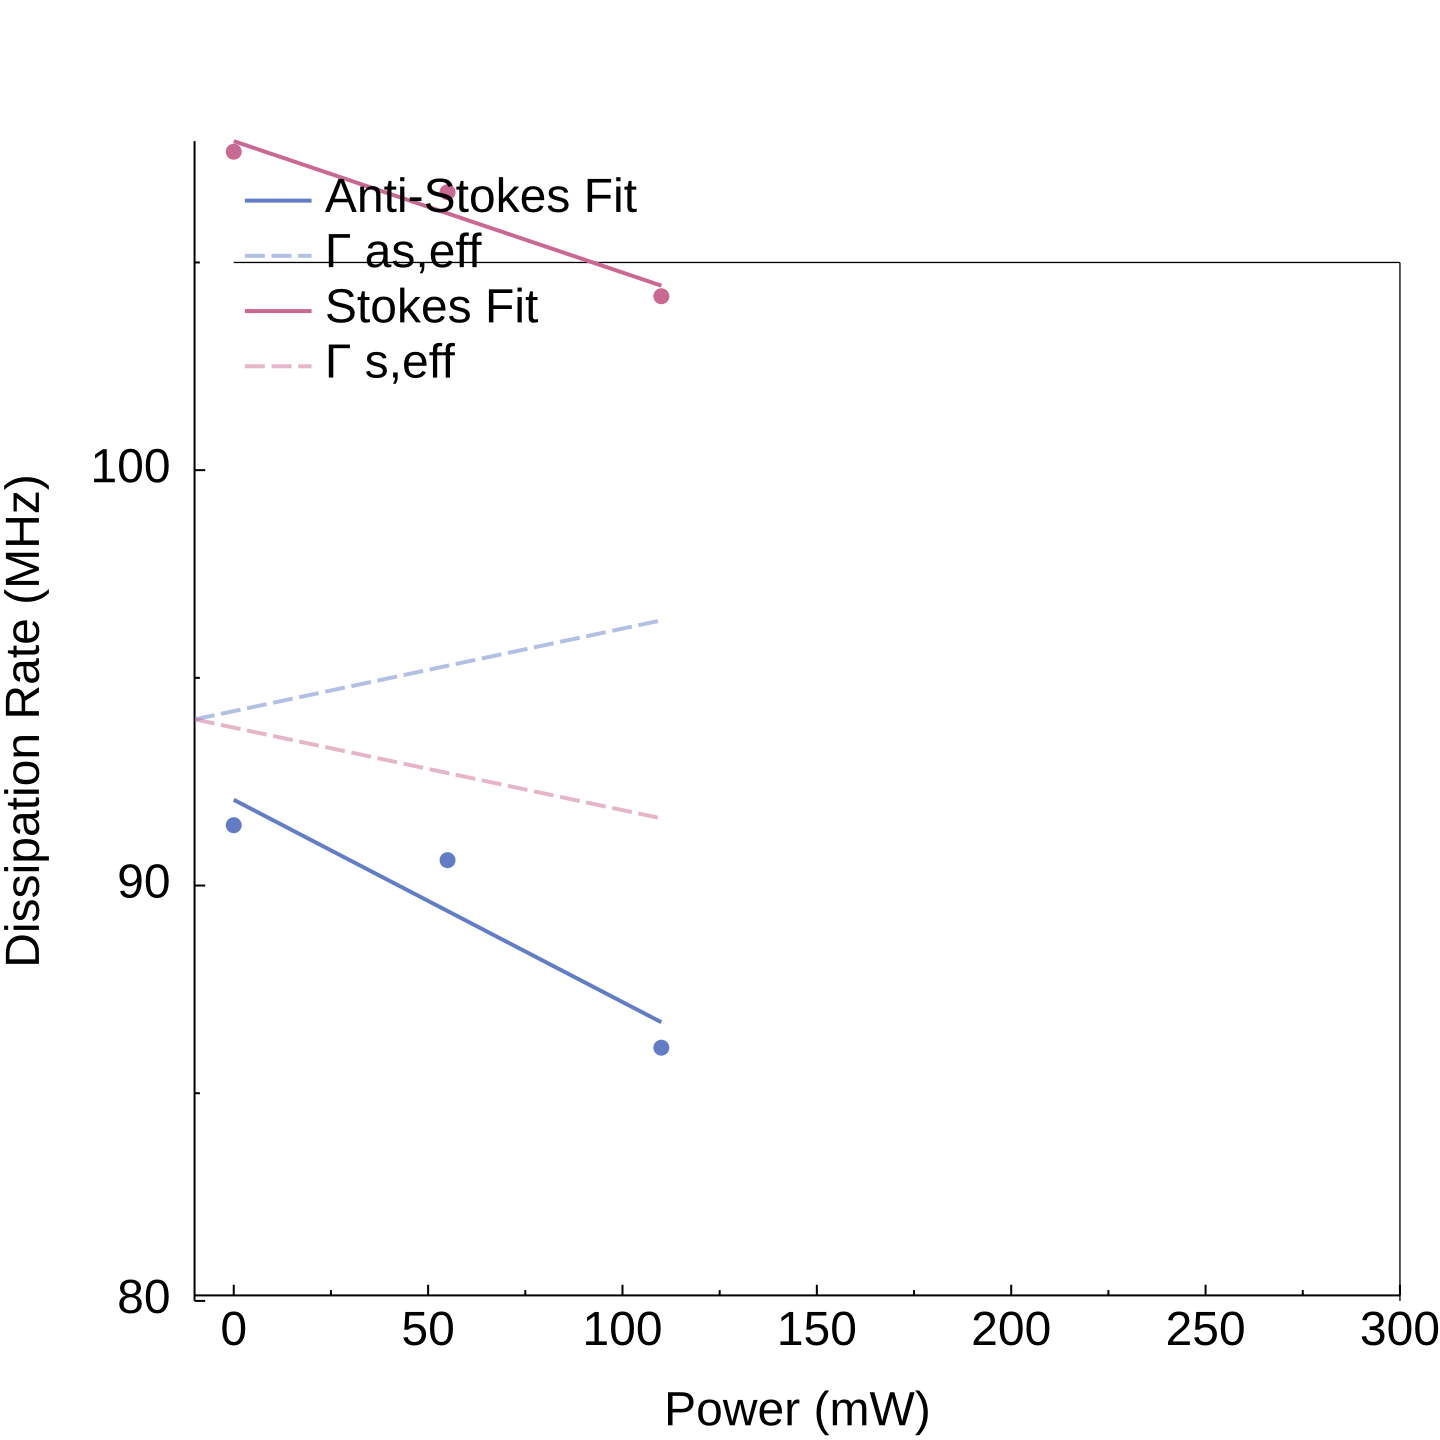 Anti-Stokes Fit
Γ as,eff
Stokes Fit
Γ s,eff
Dissipation Rate (MHz)
100
90
80
0 50 100 150 200 250 300
Power (mW)